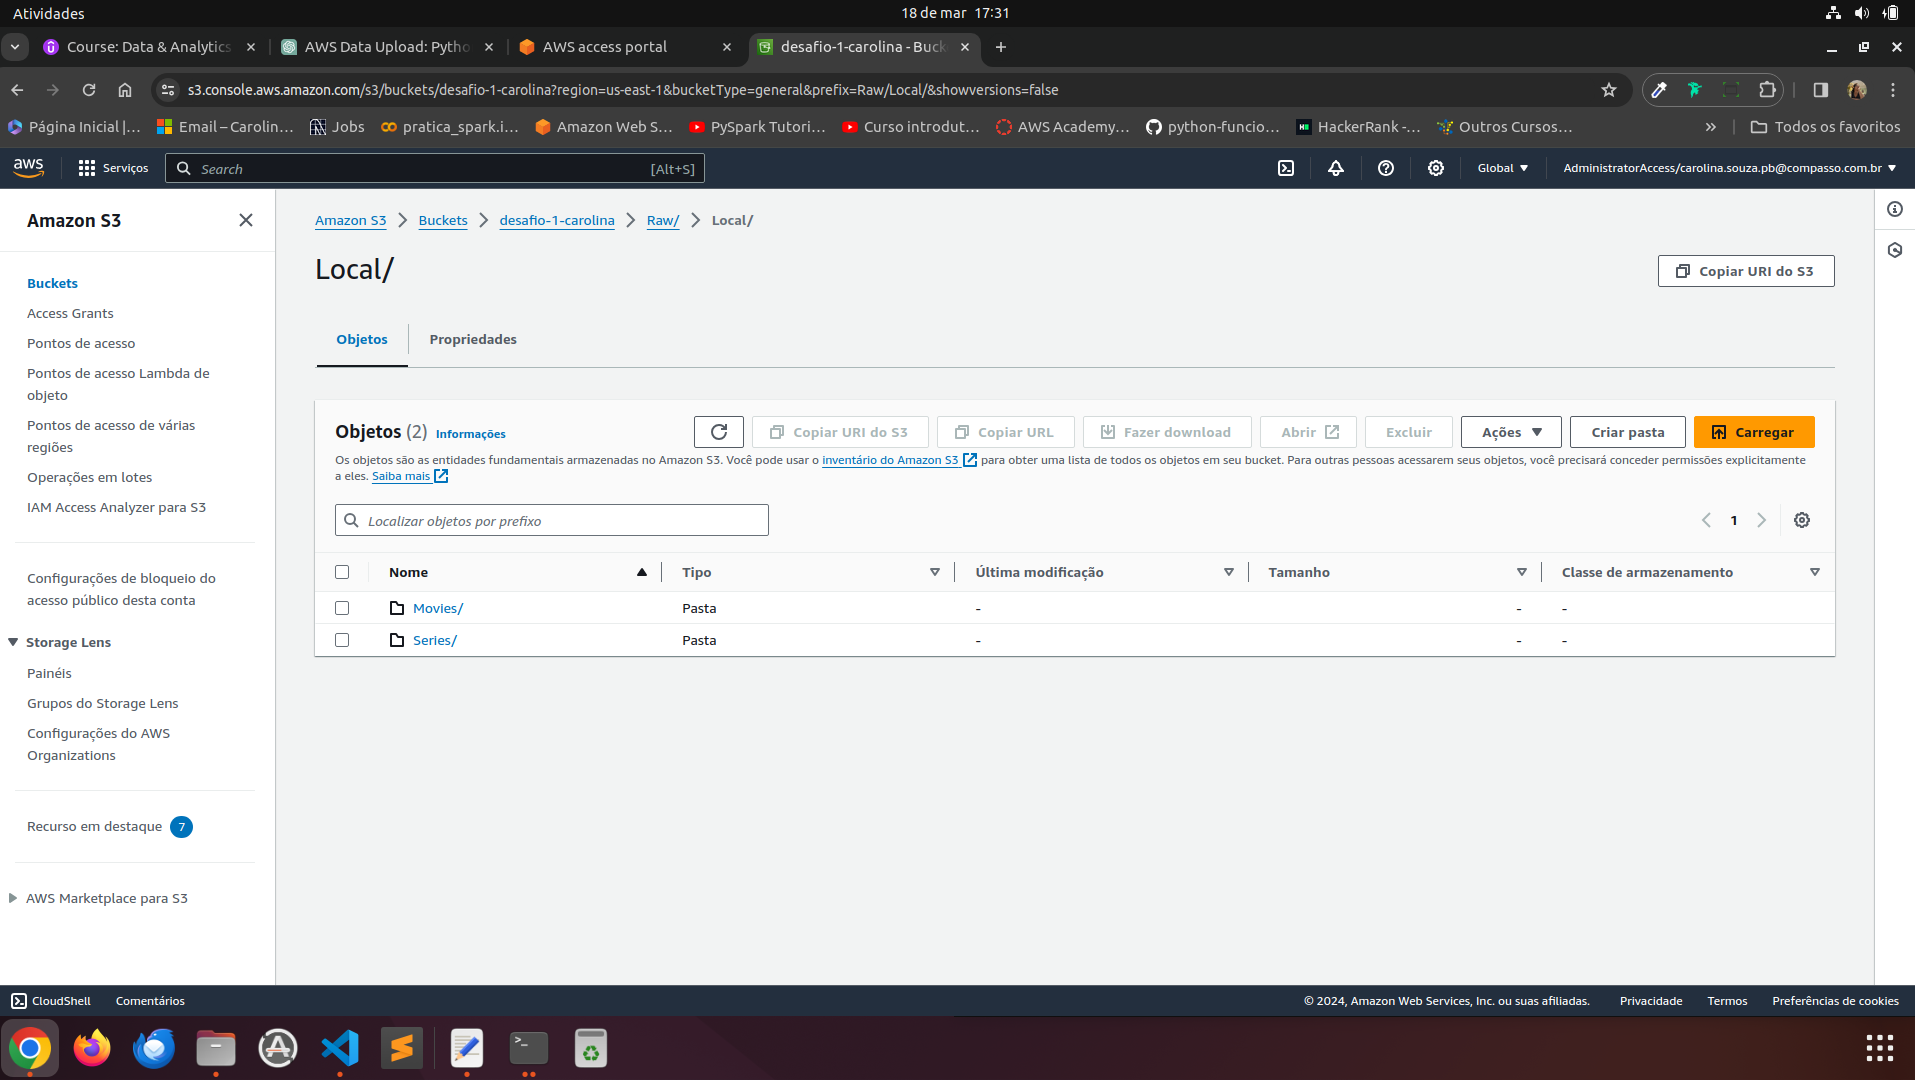 Atividades
18 de mar 17:31
Course: Data & Analytics
AWS Data Upload: Pytho
AWS access portal
desafio-1-carolina - Buck
s3.console.aws.amazon.com/s3/buckets/desafio-1-carolina?region=us-east-1&bucketType=general&prefix=Raw/Local/&showversions=false
Página Inicial |...
Email – Carolin...
Jobs
pratica_spark.i...
Amazon Web S...
PySpark Tutori...
Curso introdut...
AWS Academy...
python-funcio...
HackerRank -...
Outros Cursos...
Todos os favoritos
aws
Serviços
Search
[Alt+S]
Global
AdministratorAccess/carolina.souza.pb@compasso.com.br
Amazon S3
Buckets
Access Grants
Pontos de acesso
Pontos de acesso Lambda de
objeto
Pontos de acesso de várias
regiões
Operações em lotes
IAM Access Analyzer para S3
Configurações de bloqueio do
acesso público desta conta
Storage Lens
Painéis
Grupos do Storage Lens
Configurações do AWS
Organizations
Recurso em destaque 7
AWS Marketplace para S3
Amazon S3 > Buckets > desafio-1-carolina > Raw/ > Local/
Local/
Copiar URI do S3
Objetos
Propriedades
Objetos (2) Informações
Copiar URI do S3
Copiar URL
Fazer download
Abrir
Excluir
Ações
Criar pasta
Carregar
Os objetos são as entidades fundamentais armazenadas no Amazon S3. Você pode usar o inventário do Amazon S3 para obter uma lista de todos os objetos em seu bucket. Para outras pessoas acessarem seus objetos, você precisará conceder permissões explicitamente
a eles. Saiba mais
Localizar objetos por prefixo
1
Nome Tipo Última modificação Tamanho Classe de armazenamento
Movies/ Pasta - - -
Series/ Pasta - - -
CloudShell
Comentários
© 2024, Amazon Web Services, Inc. ou suas afiliadas.
Privacidade
Termos
Preferências de cookies